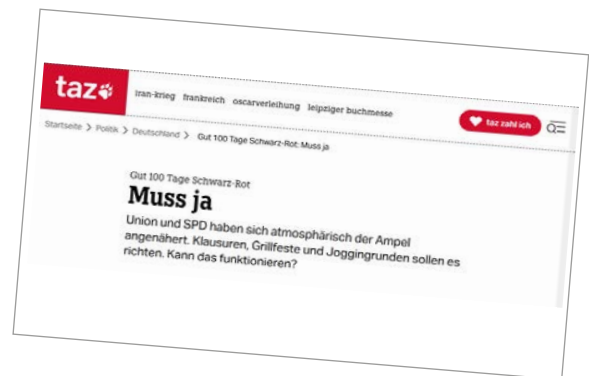 taz
iran-krieg frankreich oscarverleihung leipziger buchmesse
taz zahl ich
Startseite > Politik > Deutschland > Gut 100 Tage Schwarz-Rot: Muss ja
Gut 100 Tage Schwarz-Rot
Muss ja
Union und SPD haben sich atmosphärisch der Ampel
angenähert. Klausuren, Grillfeste und Joggingrunden sollen es
richten. Kann das funktionieren?